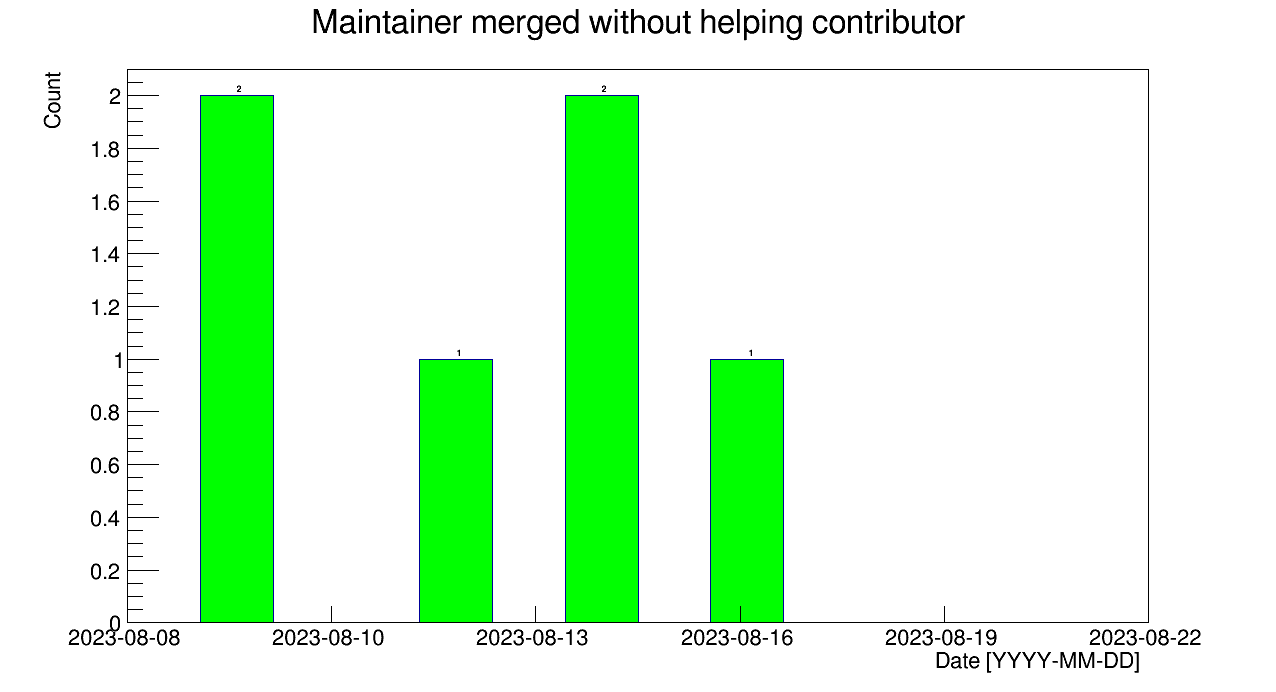 Maintainer merged without helping contributor
Count
2
1.8
1.6
1.4
1.2
1
0.8
0.6
0.4
0.2
0
2 1 2 1
2023-08-08 2023-08-10 2023-08-13 2023-08-16 2023-08-19 2023-08-22
Date [YYYY-MM-DD]